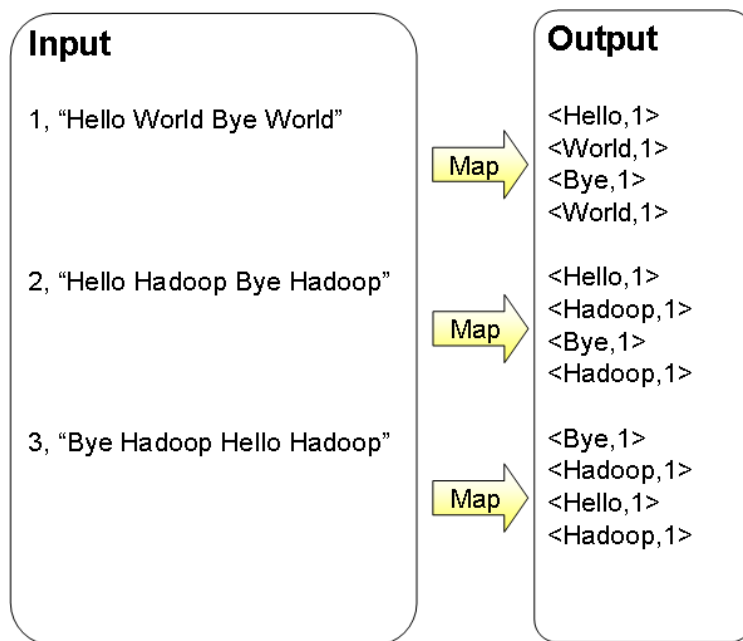 Input
1, “Hello World Bye World”
2, “Hello Hadoop Bye Hadoop”
3, “Bye Hadoop Hello Hadoop”
Map
Map
Map
Output
<Hello,1>
<World,1>
<Bye,1>
<World,1>
<Hello,1>
<Hadoop,1>
<Bye,1>
<Hadoop,1>
<Bye,1>
<Hadoop,1>
<Hello,1>
<Hadoop,1>